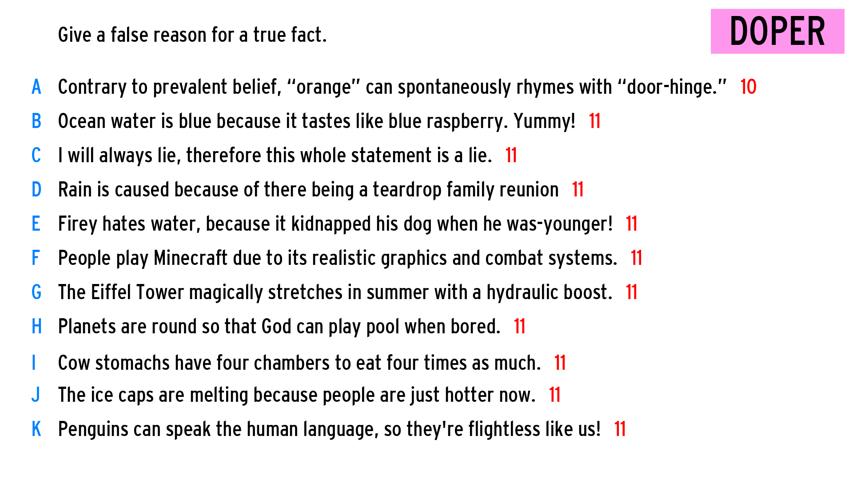 Give a false reason for a true fact.
DOPER
A Contrary to prevalent belief, “orange” can spontaneously rhymes with “door-hinge.” 10
B Ocean water is blue because it tastes like blue raspberry. Yummy! 11
C I will always lie, therefore this whole statement is a lie. 11
D Rain is caused because of there being a teardrop family reunion 11
E Firey hates water, because it kidnapped his dog when he was-younger! 11
F People play Minecraft due to its realistic graphics and combat systems. 11
G The Eiffel Tower magically stretches in summer with a hydraulic boost. 11
H Planets are round so that God can play pool when bored. 11
I Cow stomachs have four chambers to eat four times as much. 11
J The ice caps are melting because people are just hotter now. 11
K Penguins can speak the human language, so they're flightless like us! 11